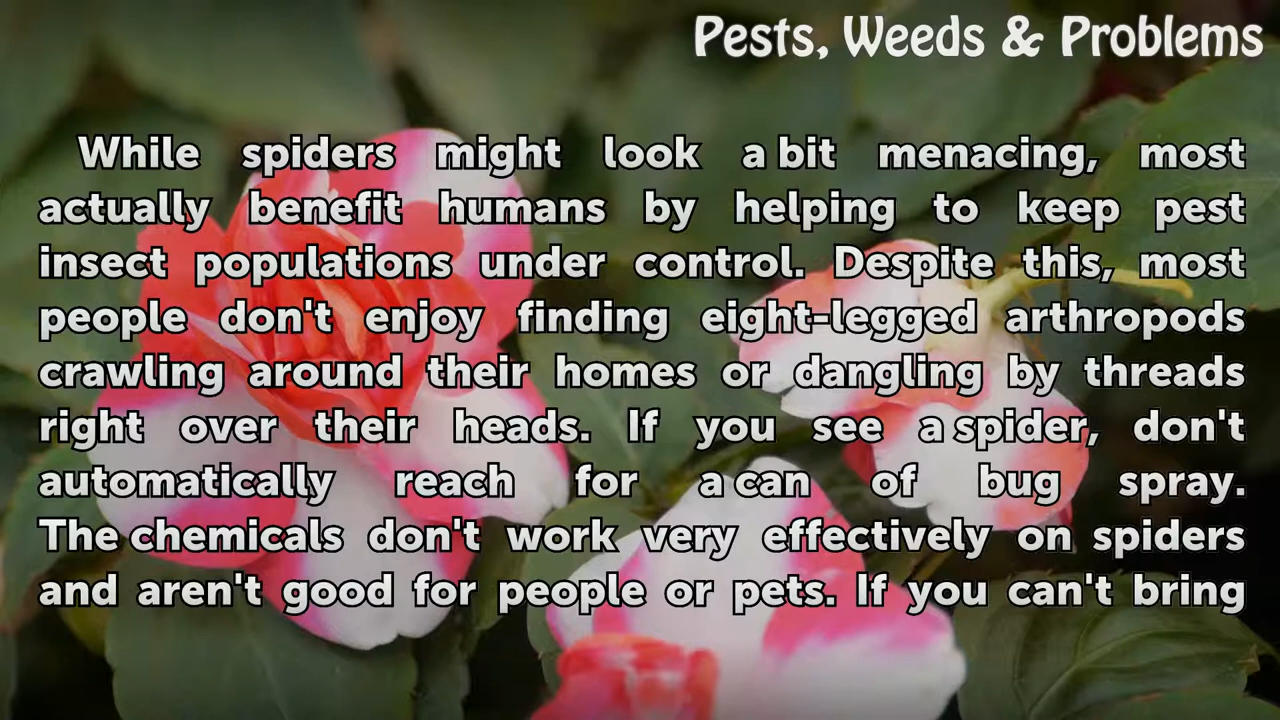 Pests, Weeds & Problems
While spiders might look a bit menacing, most
actually benefit humans by helping to keep pest
insect populations under control. Despite this, most
people don't enjoy finding eight-legged arthropods
crawling around their homes or dangling by threads
right over their heads. If you see a spider, don't
automatically reach for a can of bug spray.
The chemicals don't work very effectively on spiders
and aren't good for people or pets. If you can't bring